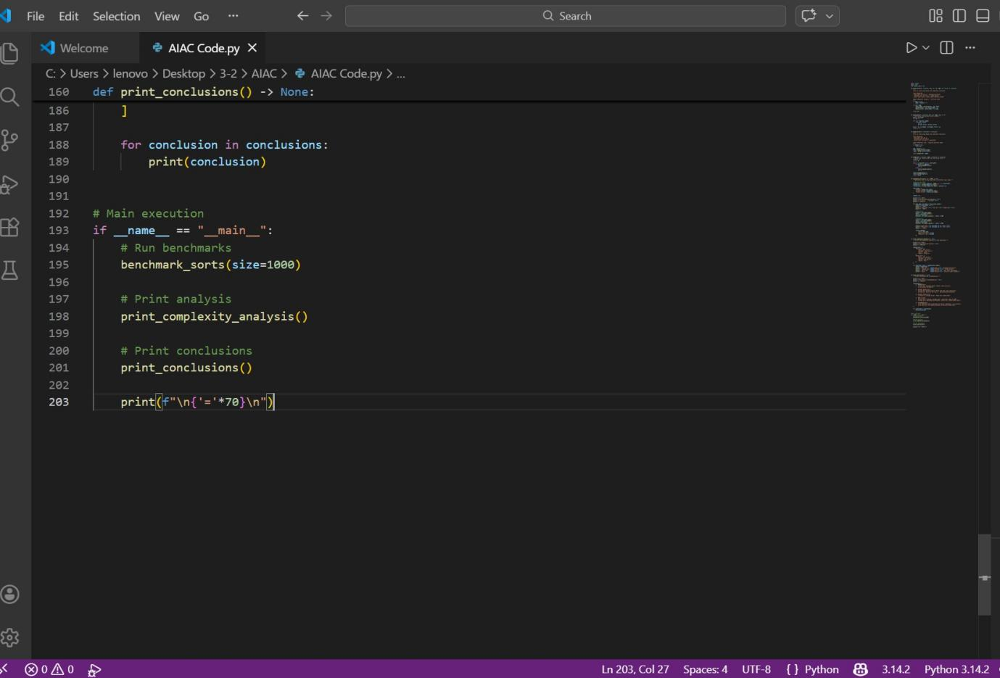 File Edit Selection View Go ··· Search
Welcome AIAC Code.py
C: > Users > lenovo > Desktop > 3-2 > AIAC > AIAC Code.py > ...
160 def print_conclusions() -> None:
186     ]
187
188     for conclusion in conclusions:
189         print(conclusion)
190
191
192 # Main execution
193 if __name__ == "__main__":
194     # Run benchmarks
195     benchmark_sorts(size=1000)
196
197     # Print analysis
198     print_complexity_analysis()
199
200     # Print conclusions
201     print_conclusions()
202
203     print(f"\n{'='*70}\n")
0 0 Ln 203, Col 27 Spaces: 4 UTF-8 { } Python 3.14.2 Python 3.14.2